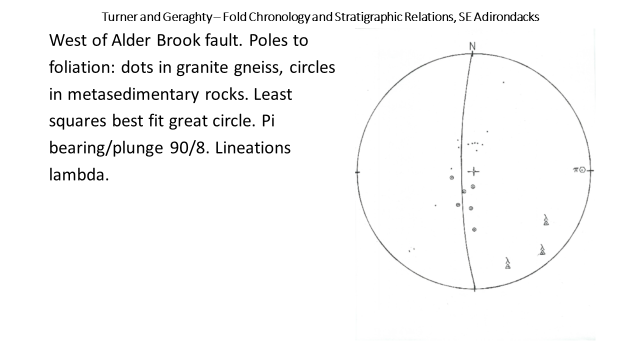 Turner and Geraghty – Fold Chronology and Stratigraphic Relations, SE Adirondacks
West of Alder Brook fault. Poles to
foliation: dots in granite gneiss, circles
in metasedimentary rocks. Least
squares best fit great circle. Pi
bearing/plunge 90/8. Lineations
lambda.
N
π
λ
λ
λ